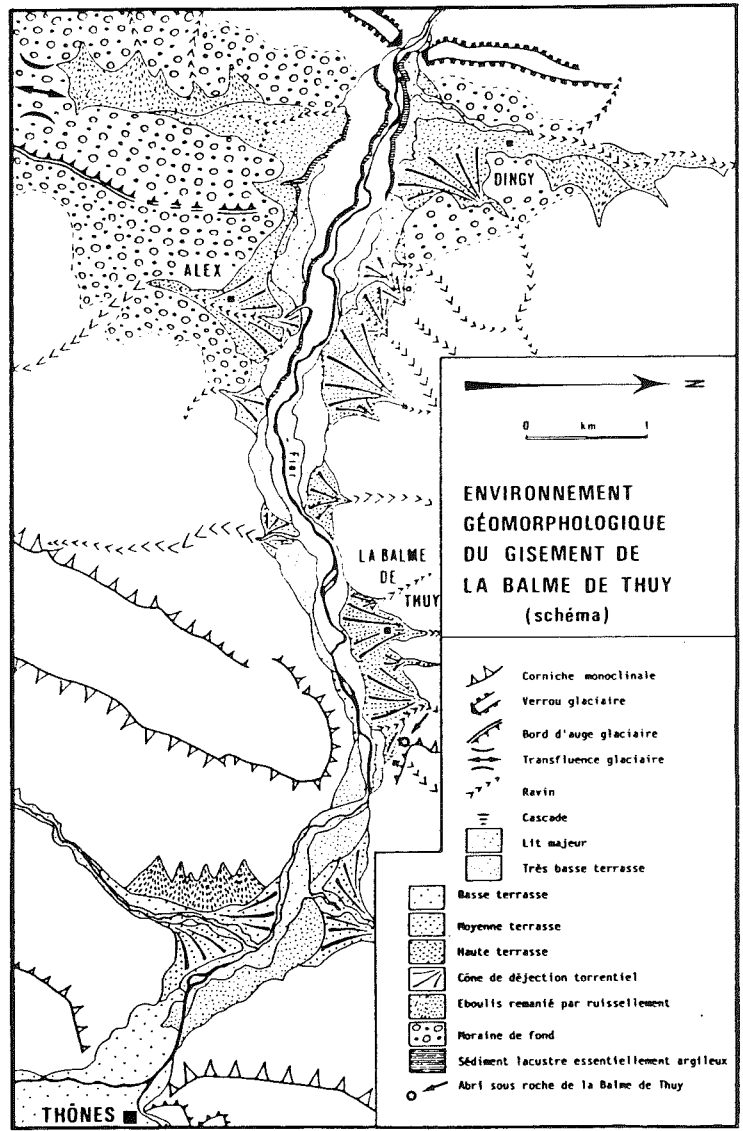 DINGY
ALEX
N
0 km 1
Fier
ENVIRONNEMENT
GÉOMORPHOLOGIQUE
DU GISEMENT DE
LA BALME DE THUY
(schéma)
LA BALME
DE
THUY
Corniche monoclinale
Verrou glaciaire
Bord d'auge glaciaire
Transfluence glaciaire
Ravin
Cascade
Lit majeur
Très basse terrasse
Basse terrasse
Moyenne terrasse
Haute terrasse
Cône de déjection torrentiel
Eboulis remanié par ruissellement
Moraine de fond
Sédiment lacustre essentiellement argileux
Abri sous roche de la Balme de Thuy
THÔNES